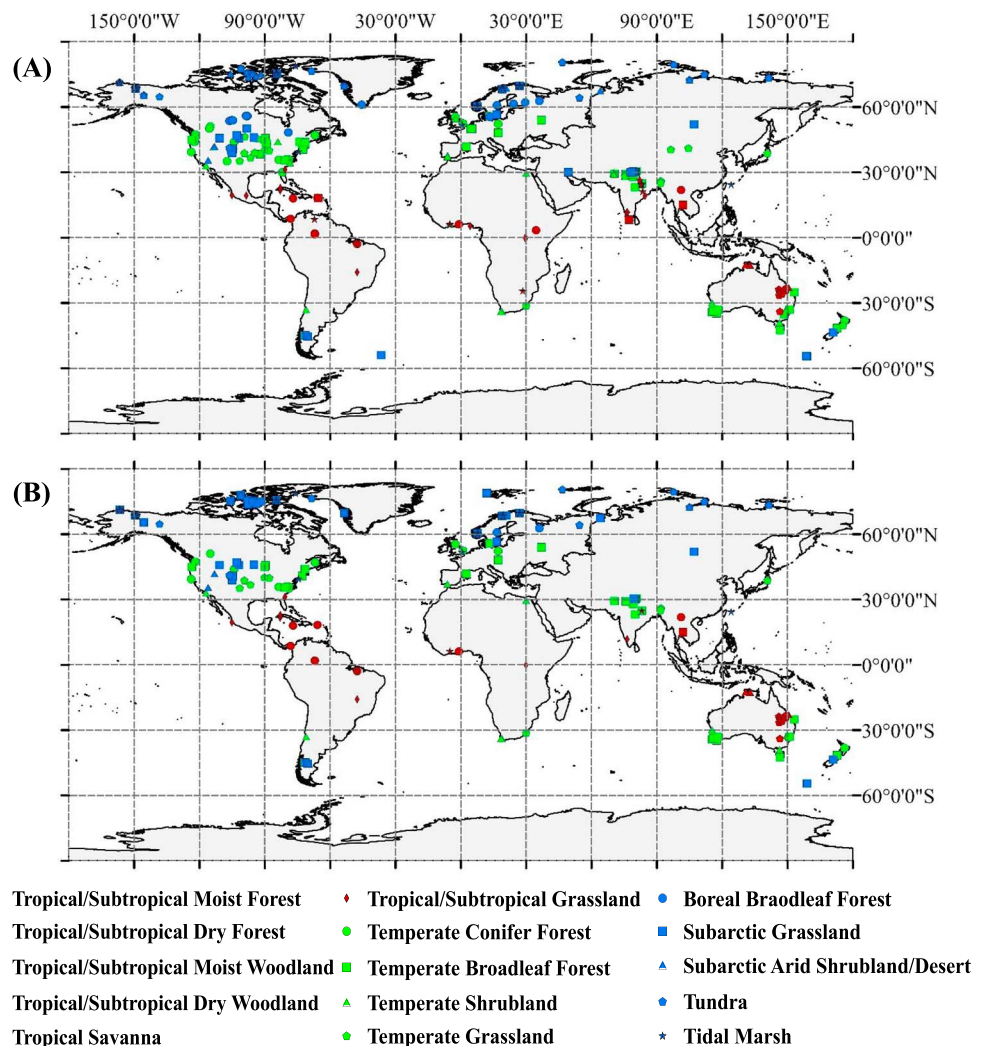 150°0'0"W 90°0'0"W 30°0'0"W 30°0'0"E 90°0'0"E 150°0'0"E
(A)
60°0'0"N
30°0'0"N
0°0'0"
30°0'0"S
60°0'0"S
(B)
60°0'0"N
30°0'0"N
0°0'0"
30°0'0"S
60°0'0"S
Tropical/Subtropical Moist Forest Tropical/Subtropical Grassland Boreal Braodleaf Forest
Tropical/Subtropical Dry Forest Temperate Conifer Forest Subarctic Grassland
Tropical/Subtropical Moist Woodland Temperate Broadleaf Forest Subarctic Arid Shrubland/Desert
Tropical/Subtropical Dry Woodland Temperate Shrubland Tundra
Tropical Savanna Temperate Grassland Tidal Marsh